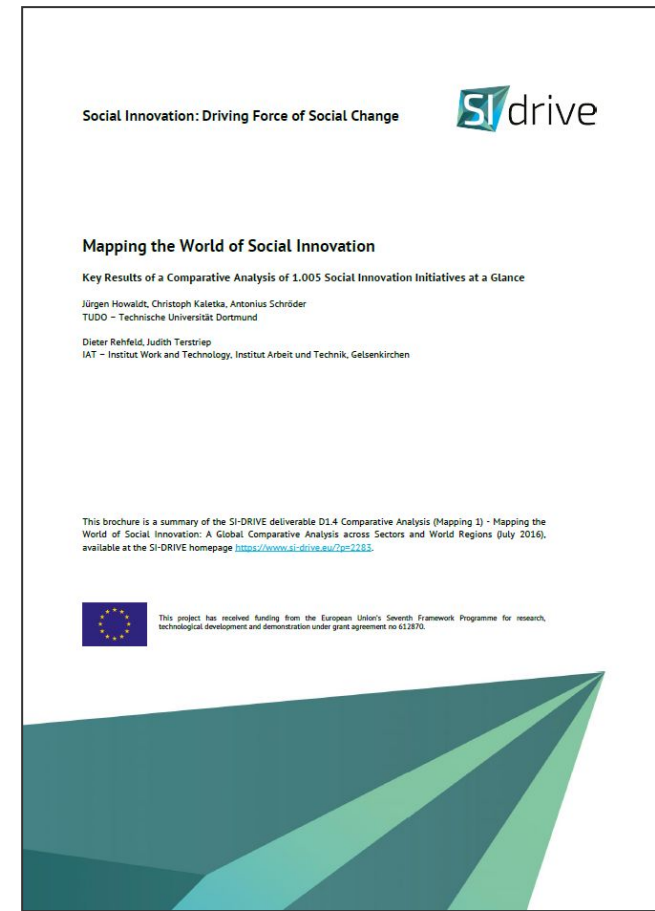 Social Innovation: Driving Force of Social Change
SI drive
Mapping the World of Social Innovation
Key Results of a Comparative Analysis of 1.005 Social Innovation Initiatives at a Glance
Jürgen Howaldt, Christoph Kaletka, Antonius Schröder
TUDO – Technische Universität Dortmund
Dieter Rehfeld, Judith Terstriep
IAT – Institut Work and Technology, Institut Arbeit und Technik, Gelsenkirchen
This brochure is a summary of the SI-DRIVE deliverable D1.4 Comparative Analysis (Mapping 1) - Mapping the
World of Social Innovation: A Global Comparative Analysis across Sectors and World Regions (July 2016),
available at the SI-DRIVE homepage https://www.si-drive.eu/?p=2283.
This project has received funding from the European Union's Seventh Framework Programme for research,
technological development and demonstration under grant agreement no 612870.